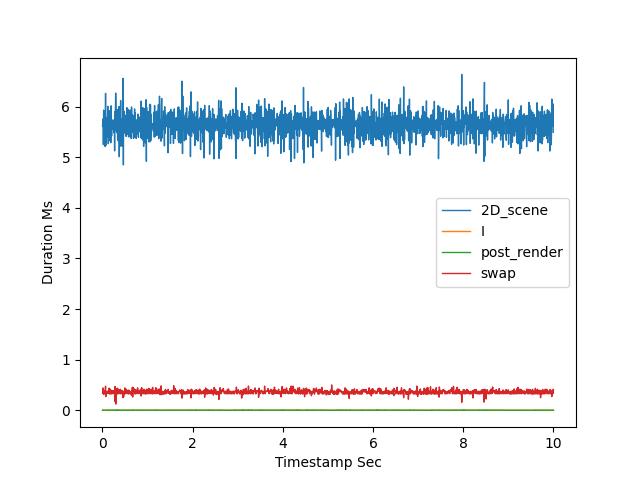 6
5
4
3
2
1
0
Duration Ms
2D_scene
I
post_render
swap
0 2 4 6 8 10
Timestamp Sec